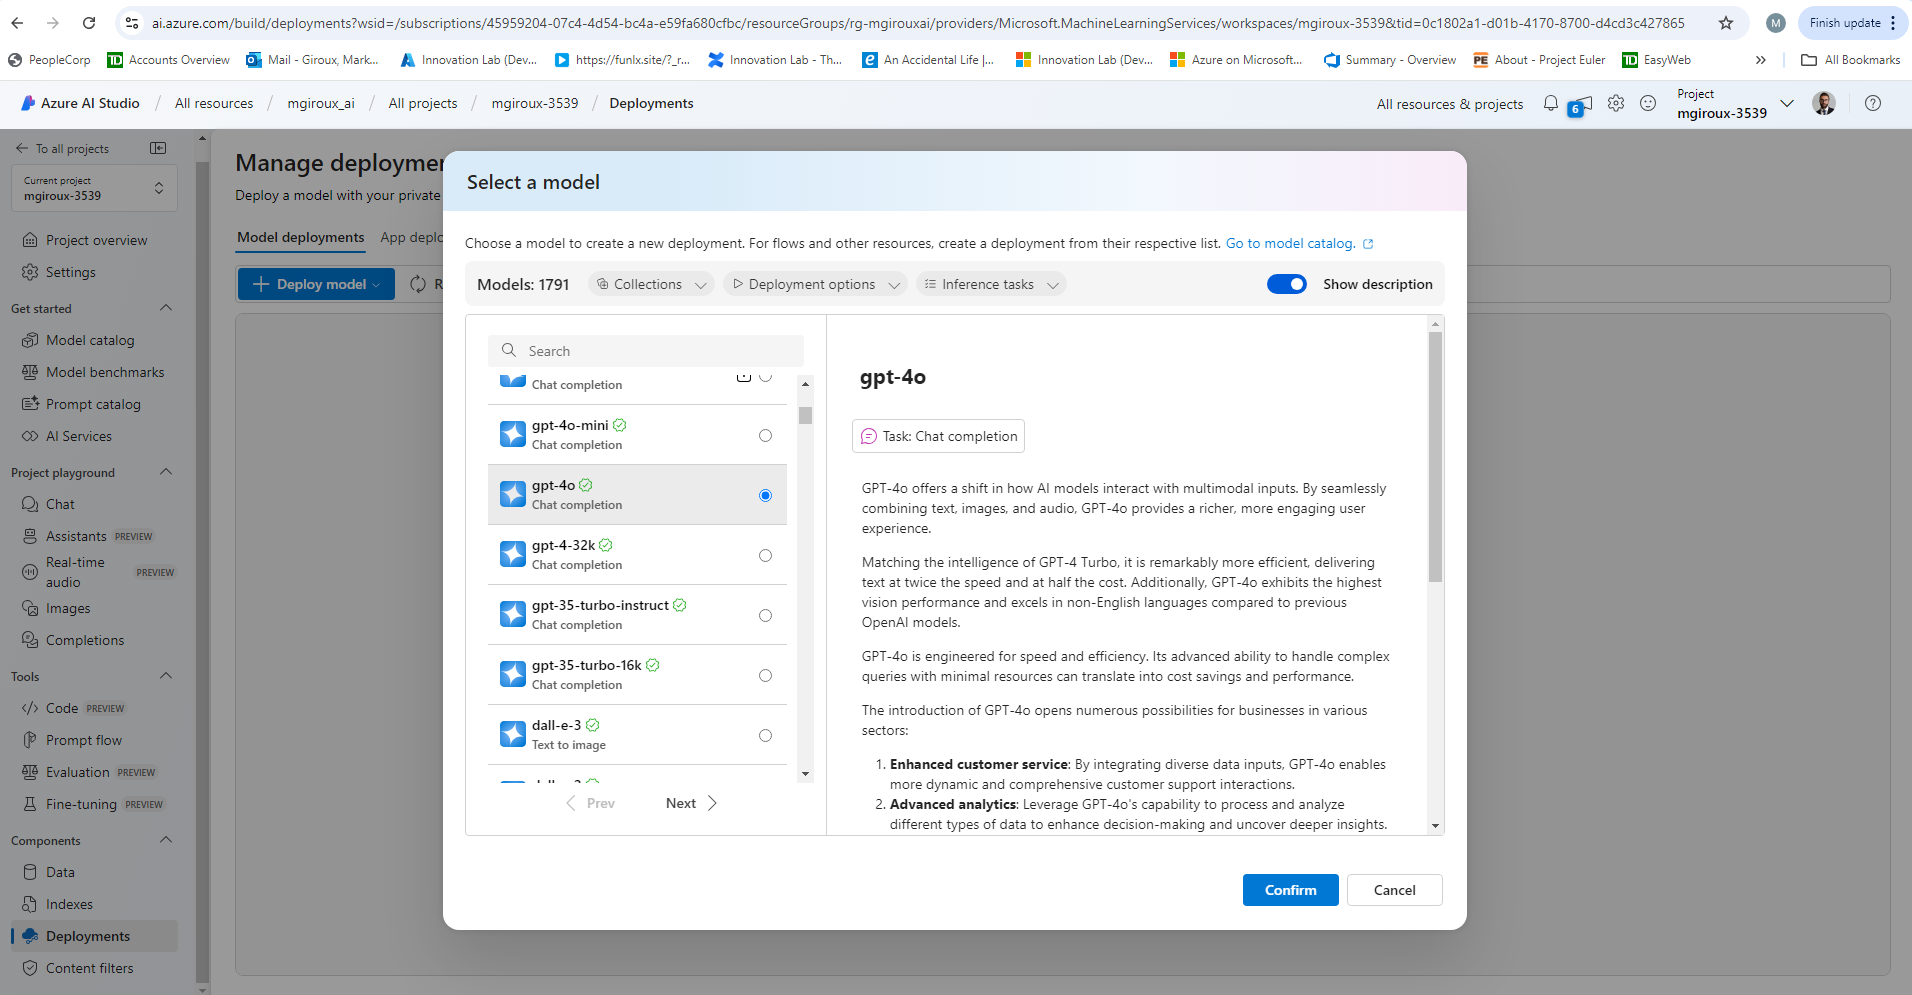 ai.azure.com/build/deployments?wsid=/subscriptions/45959204-07c4-4d54-bc4a-e59fa680cfbc/resourceGroups/rg-mgirouxai/providers/Microsoft.MachineLearningServices/workspaces/mgiroux-3539&tid=0c1802a1-d01b-4170-8700-d4cd3c427865
M
Finish update
PeopleCorp
TD Accounts Overview
Mail - Giroux, Mark...
Innovation Lab (Dev...
https://funlx.site/?_r...
Innovation Lab - Th...
An Accidental Life |...
Innovation Lab (Dev...
Azure on Microsoft...
Summary - Overview
PE About - Project Euler
TD EasyWeb
»
All Bookmarks
Azure AI Studio / All resources / mgiroux_ai / All projects / mgiroux-3539 / Deployments
All resources & projects
6
Project
mgiroux-3539
To all projects
Current project
mgiroux-3539
Project overview
Settings
Get started
Model catalog
Model benchmarks
Prompt catalog
AI Services
Project playground
Chat
Assistants PREVIEW
Real-time
audio
PREVIEW
Images
Completions
Tools
Code PREVIEW
Prompt flow
Evaluation PREVIEW
Fine-tuning PREVIEW
Components
Data
Indexes
Deployments
Content filters
Manage deployme
Deploy a model with your private
Model deployments
App deplo
+ Deploy model
R
Select a model
Choose a model to create a new deployment. For flows and other resources, create a deployment from their respective list. Go to model catalog.
Models: 1791
Collections
Deployment options
Inference tasks
Show description
Search
Chat completion
gpt-4o-mini
Chat completion
gpt-4o
Chat completion
gpt-4-32k
Chat completion
gpt-35-turbo-instruct
Chat completion
gpt-35-turbo-16k
Chat completion
dall-e-3
Text to image
Prev
Next
gpt-4o
Task: Chat completion
GPT-4o offers a shift in how AI models interact with multimodal inputs. By seamlessly
combining text, images, and audio, GPT-4o provides a richer, more engaging user
experience.
Matching the intelligence of GPT-4 Turbo, it is remarkably more efficient, delivering
text at twice the speed and at half the cost. Additionally, GPT-4o exhibits the highest
vision performance and excels in non-English languages compared to previous
OpenAI models.
GPT-4o is engineered for speed and efficiency. Its advanced ability to handle complex
queries with minimal resources can translate into cost savings and performance.
The introduction of GPT-4o opens numerous possibilities for businesses in various
sectors:
1. Enhanced customer service: By integrating diverse data inputs, GPT-4o enables
more dynamic and comprehensive customer support interactions.
2. Advanced analytics: Leverage GPT-4o's capability to process and analyze
different types of data to enhance decision-making and uncover deeper insights.
Confirm
Cancel